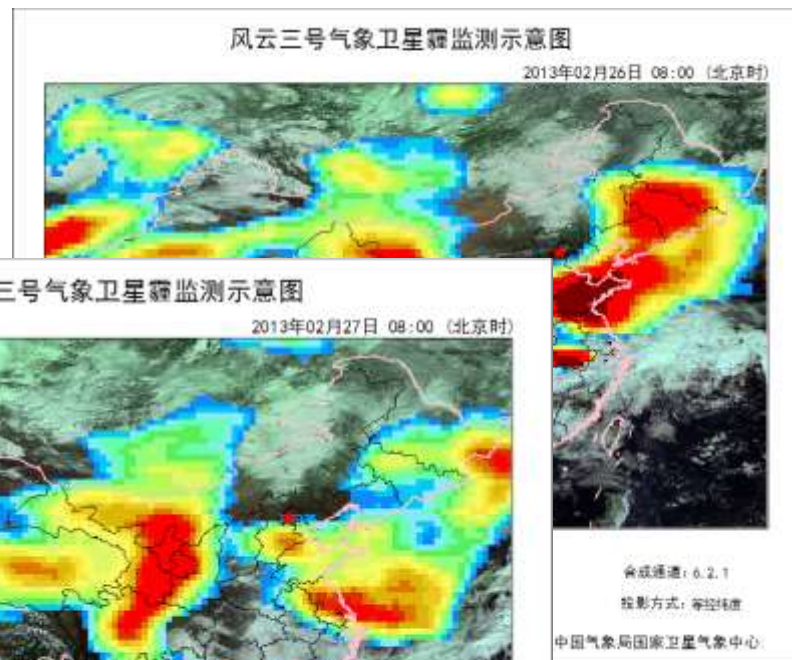 风云三号气象卫星霾监测示意图
2013年02月26日 08:00 (北京时)
三号气象卫星霾监测示意图
2013年02月27日 08:00 (北京时)
合成通道: 6.2.1
投影方式: 等经纬度
中国气象局国家卫星气象中心